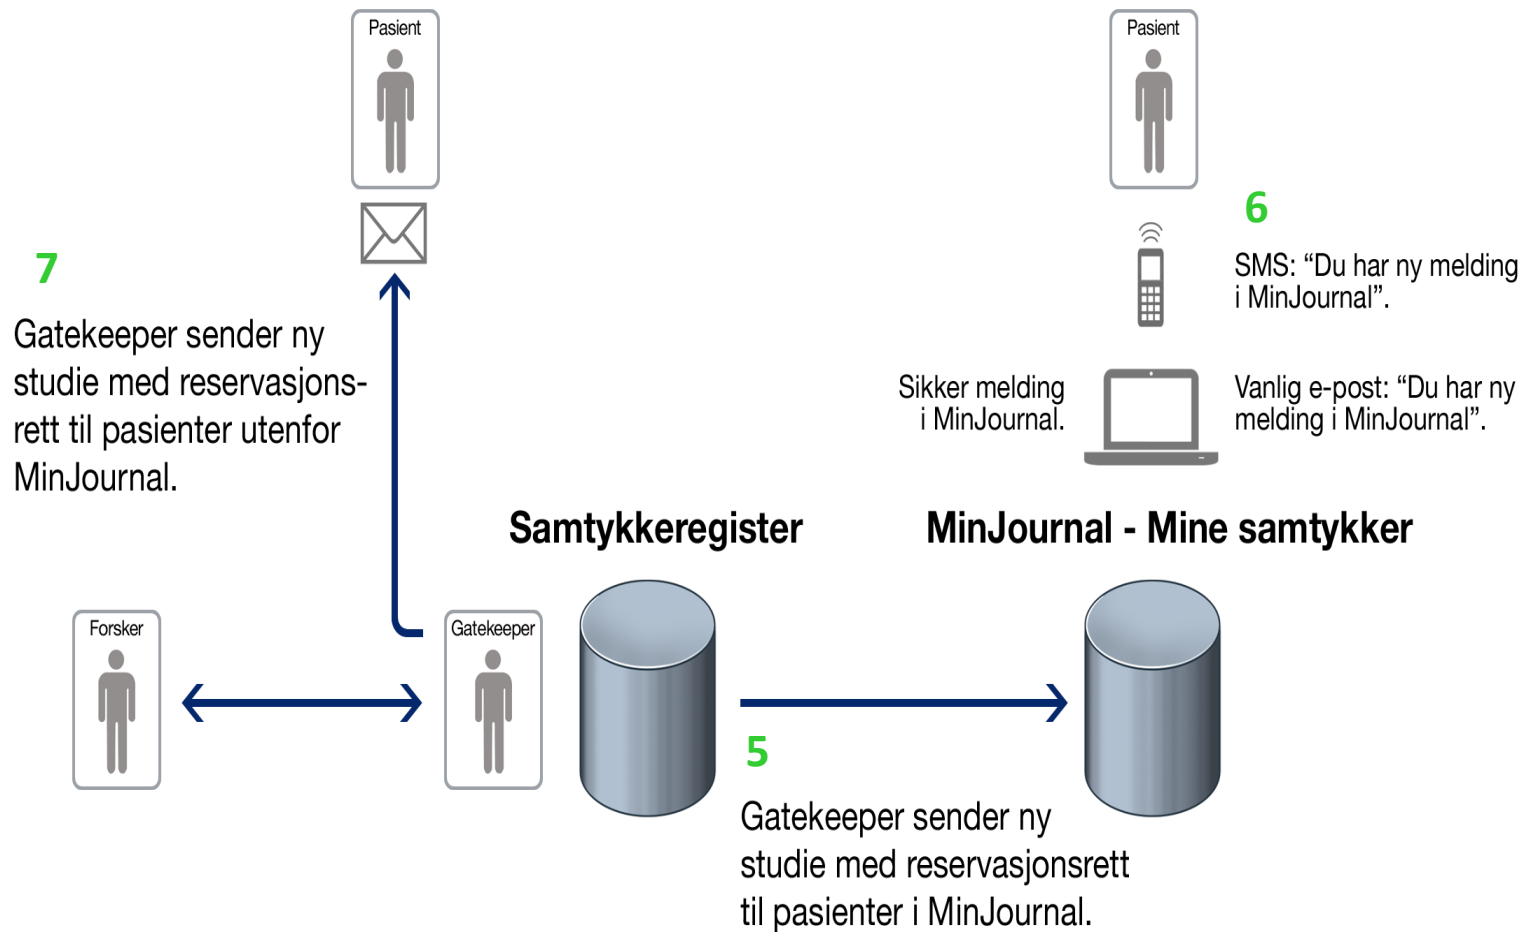 Pasient
Pasient
6
SMS: “Du har ny melding
i MinJournal”.
7
Gatekeeper sender ny
studie med reservasjons-
rett til pasienter utenfor
MinJournal.
Sikker melding
i MinJournal.
Vanlig e-post: “Du har ny
melding i MinJournal”.
Samtykkeregister
MinJournal - Mine samtykker
Forsker
Gatekeeper
5
Gatekeeper sender ny
studie med reservasjonsrett
til pasienter i MinJournal.